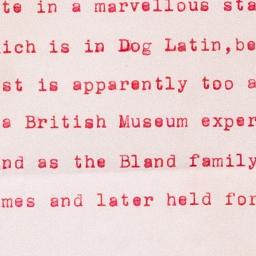 te in a marvellous sta
ich is in Dog Latin,be
st is apparently too a
a British Museum exper
nd as the Bland family
mes and later held for